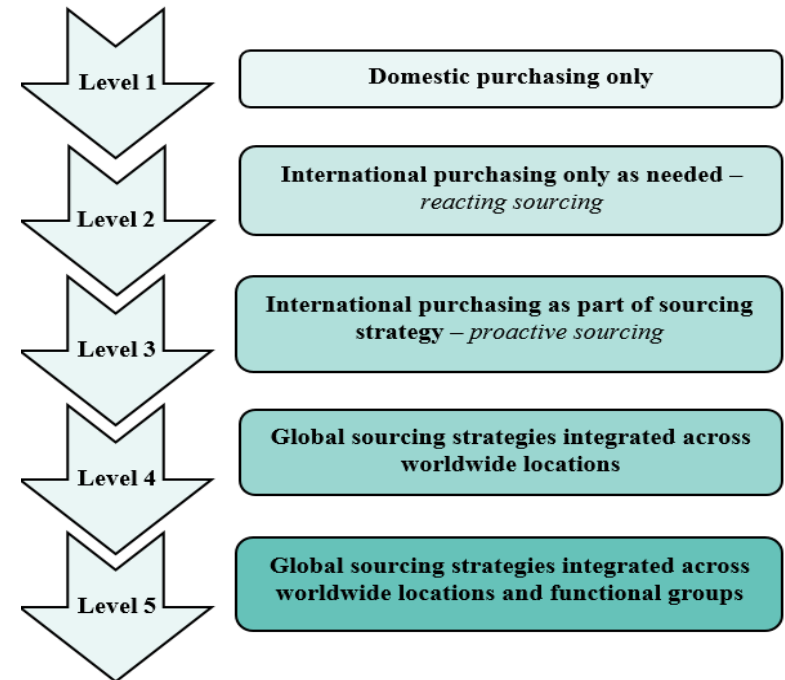 Level 1
Domestic purchasing only
Level 2
International purchasing only as needed –
reacting sourcing
Level 3
International purchasing as part of sourcing
strategy – proactive sourcing
Level 4
Global sourcing strategies integrated across
worldwide locations
Level 5
Global sourcing strategies integrated across
worldwide locations and functional groups